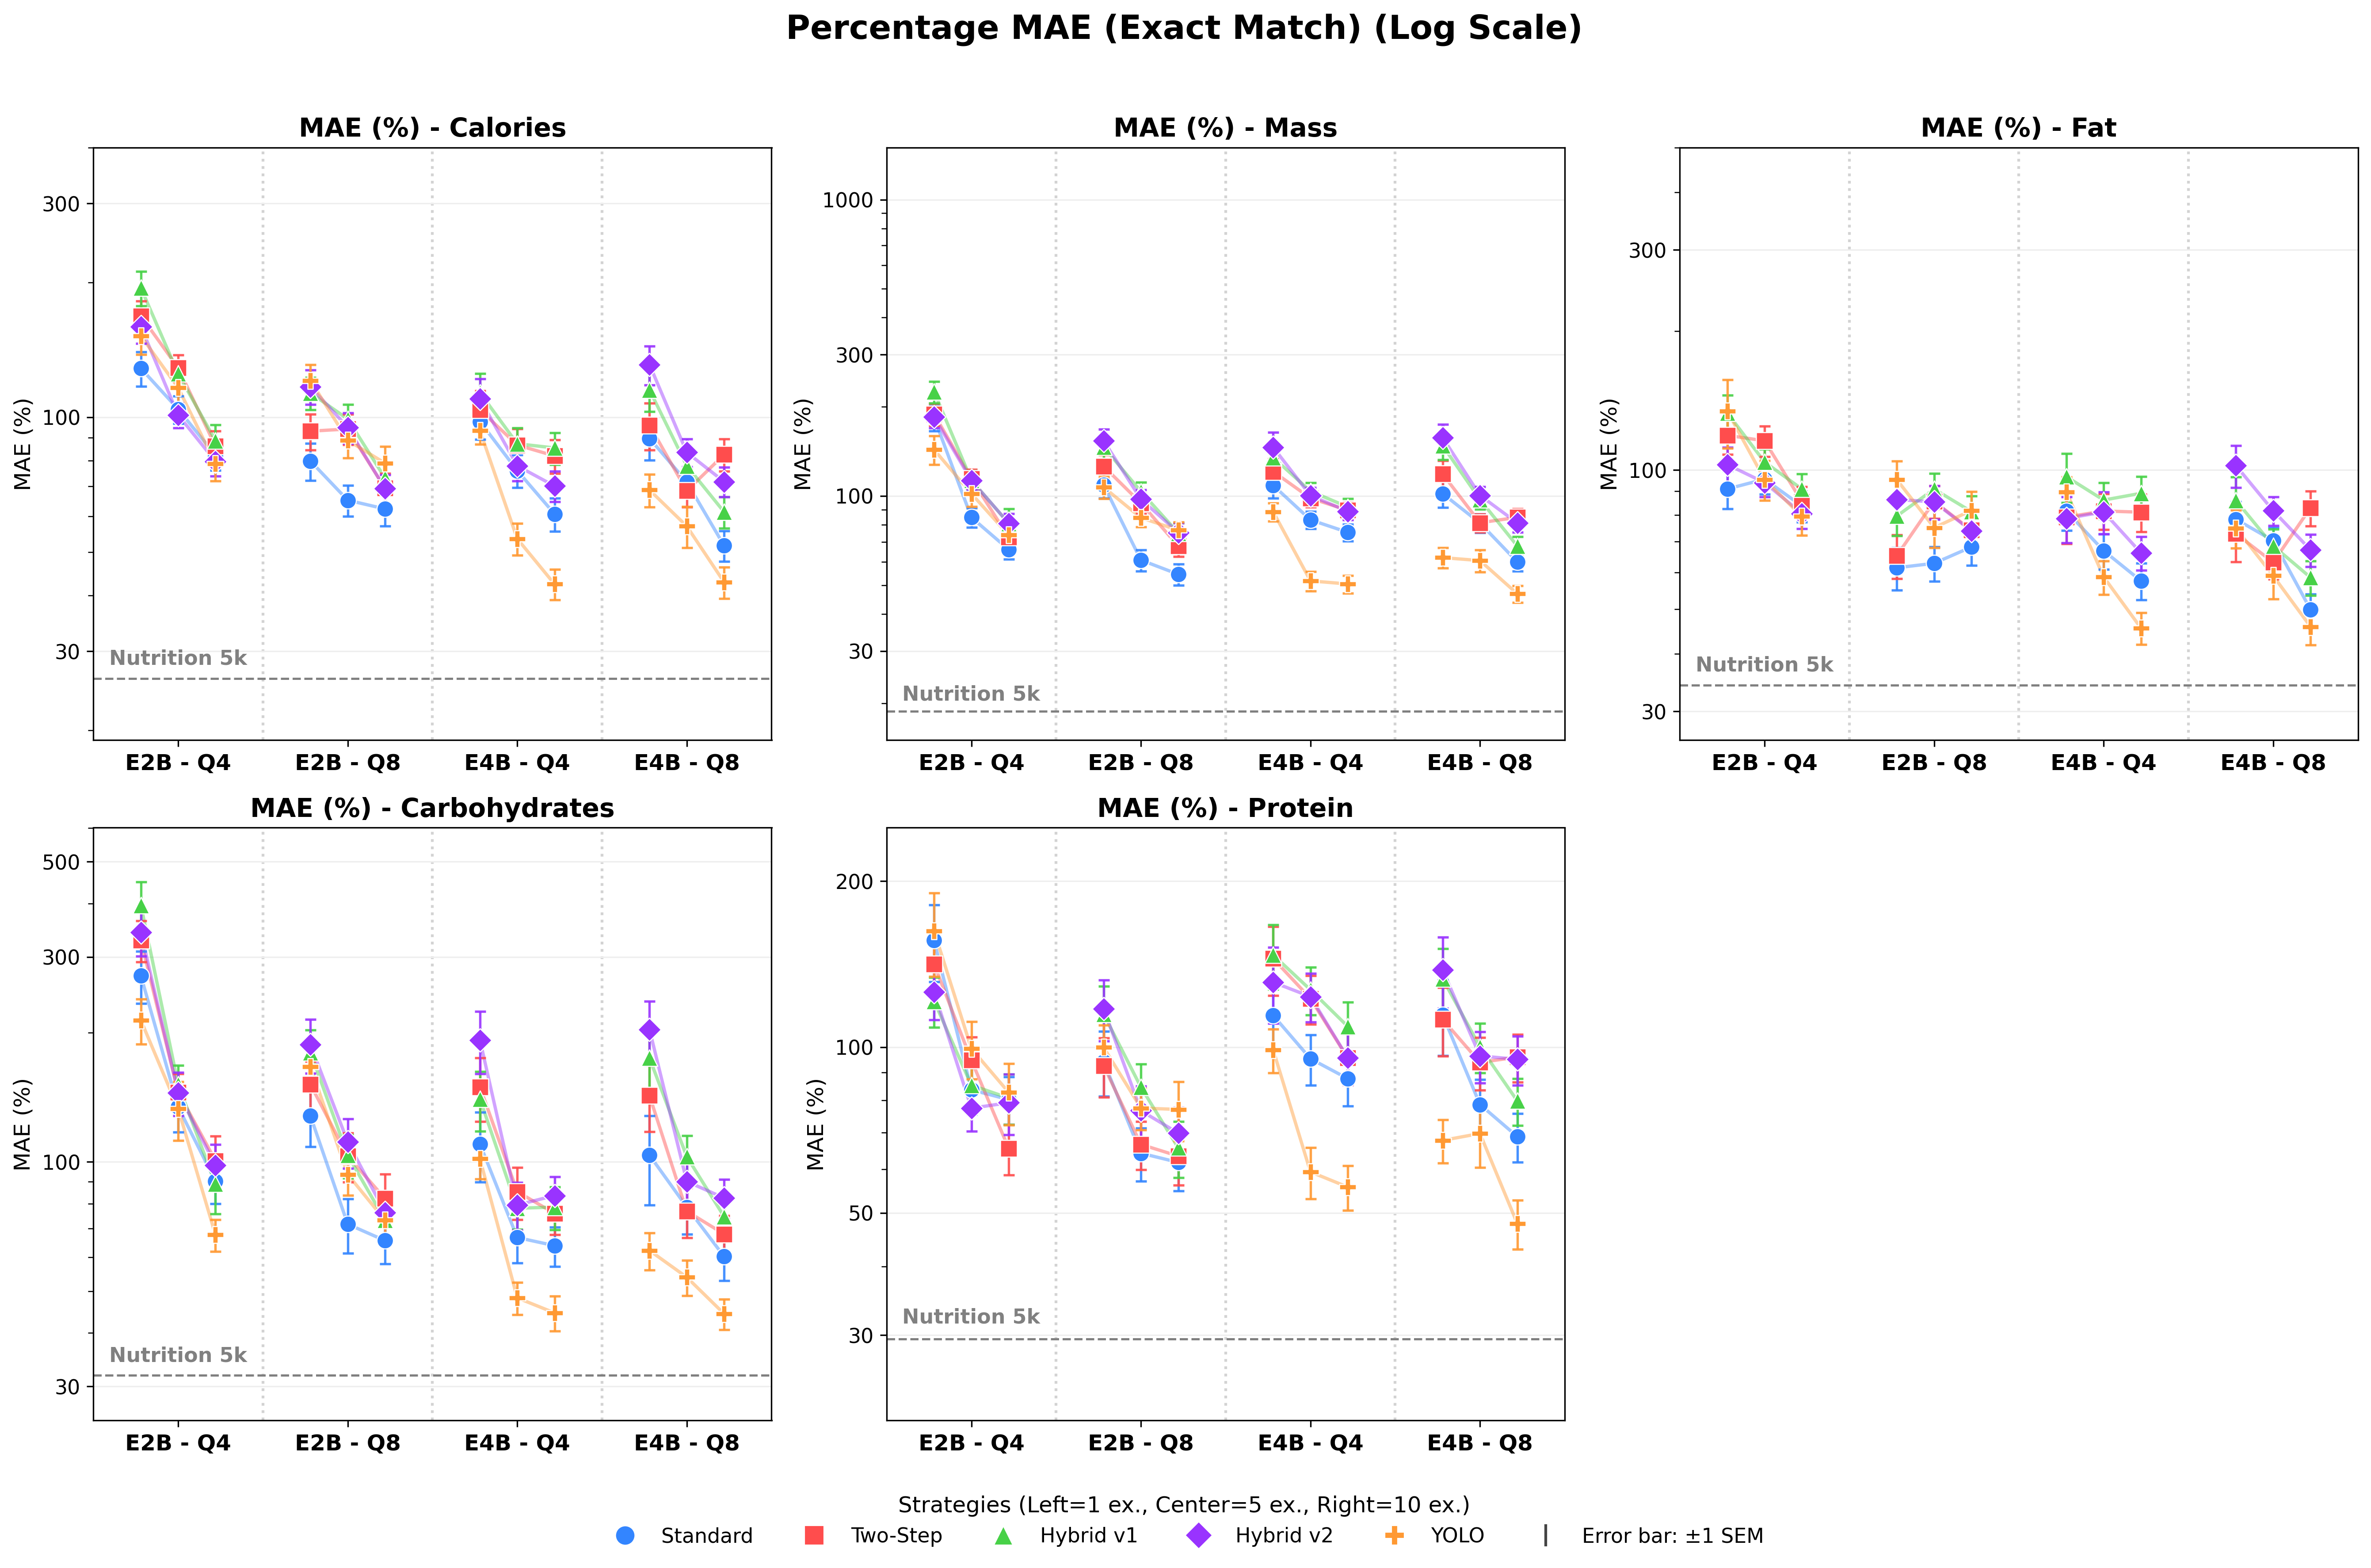 Percentage MAE (Exact Match) (Log Scale)
MAE (%) - Calories
MAE (%)
300
100
30
Nutrition 5k
E2B - Q4
E2B - Q8
E4B - Q4
E4B - Q8
MAE (%) - Mass
MAE (%)
1000
300
100
30
Nutrition 5k
E2B - Q4
E2B - Q8
E4B - Q4
E4B - Q8
MAE (%) - Fat
MAE (%)
300
100
30
Nutrition 5k
E2B - Q4
E2B - Q8
E4B - Q4
E4B - Q8
MAE (%) - Carbohydrates
MAE (%)
500
300
100
30
Nutrition 5k
E2B - Q4
E2B - Q8
E4B - Q4
E4B - Q8
MAE (%) - Protein
MAE (%)
200
100
50
30
Nutrition 5k
E2B - Q4
E2B - Q8
E4B - Q4
E4B - Q8
Strategies (Left=1 ex., Center=5 ex., Right=10 ex.)
Standard
Two-Step
Hybrid v1
Hybrid v2
YOLO
Error bar: ±1 SEM